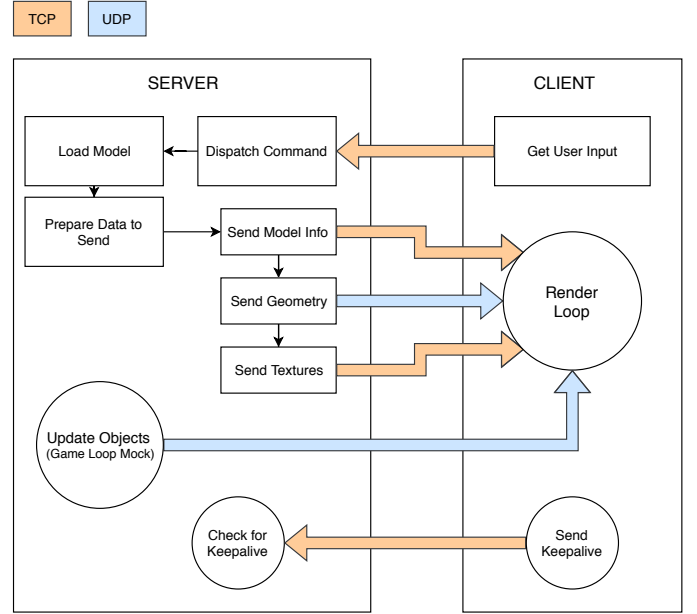 TCP
UDP
SERVER
CLIENT
Load Model
Dispatch Command
Get User Input
Prepare Data to
Send
Send Model Info
Send Geometry
Render
Loop
Send Textures
Update Objects
(Game Loop Mock)
Check for
Keepalive
Send
Keepalive